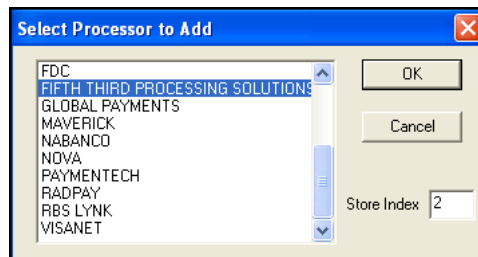 Select Processor to Add
FDC
FIFTH THIRD PROCESSING SOLUTIONS
GLOBAL PAYMENTS
MAVERICK
NABANCO
NOVA
PAYMENTECH
RADPAY
RBS LYNK
VISANET
OK
Cancel
Store Index 2